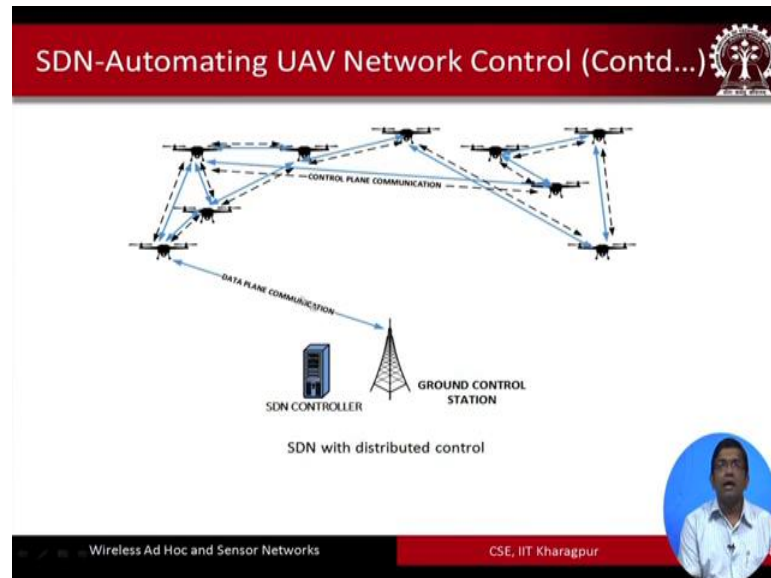 SDN-Automating UAV Network Control (Contd...)
CONTROL PLANE COMMUNICATION
DATA PLANE COMMUNICATION
SDN CONTROLLER
GROUND CONTROL
STATION
SDN with distributed control
Wireless Ad Hoc and Sensor Networks
CSE, IIT Kharagpur